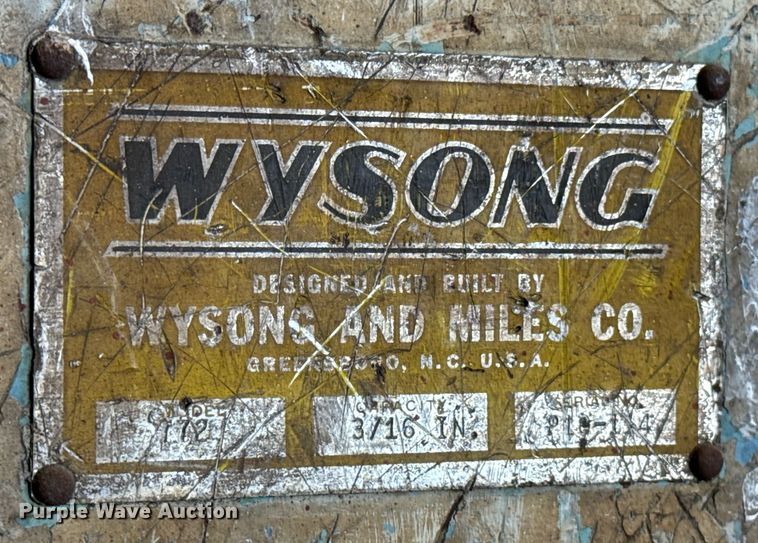 WYSONG
DESIGNED AND BUILT BY
WYSONG AND MILES CO.
GREENSBORO, N.C. U.S.A.
MODEL CAPACITY SERIAL NO.
3/16 IN.
Purple Wave Auction